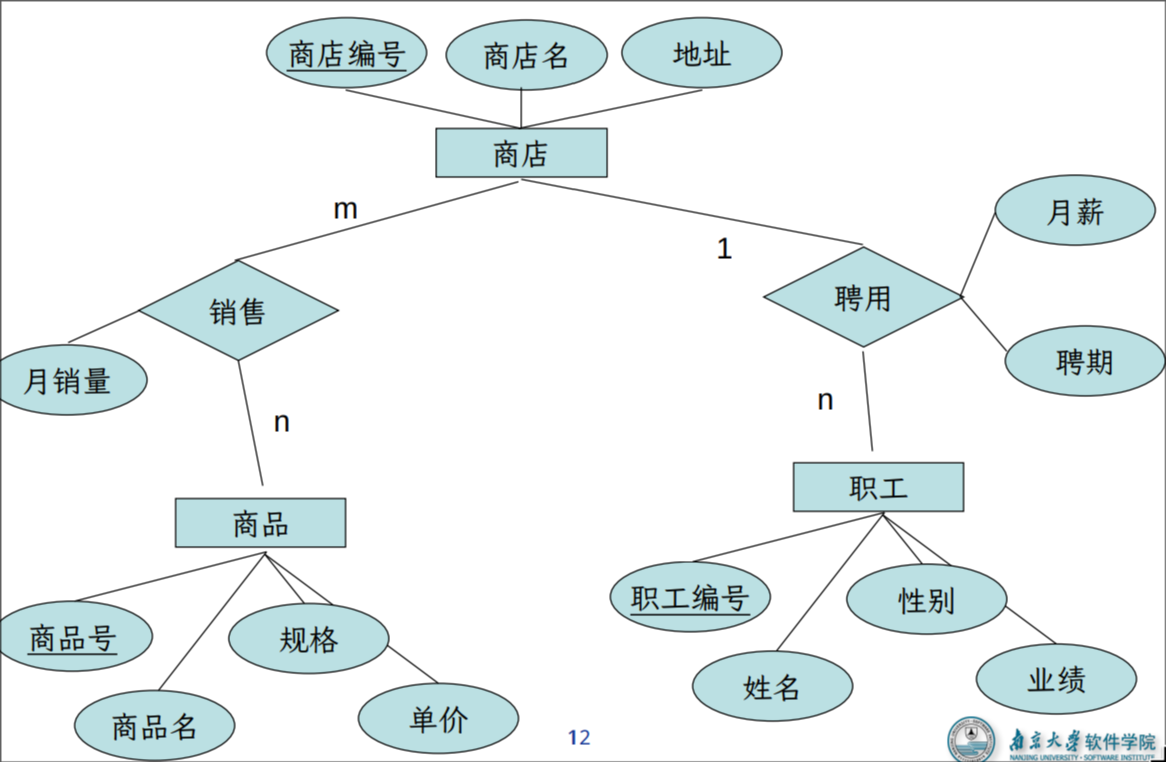 商店编号
商店名
地址
商店
m
1
月薪
销售
聘用
月销量
聘期
n
n
职工
商品
职工编号
性别
商品号
规格
姓名
业绩
商品名
单价
12
南京大学软件学院
NANJING UNIVERSITY · SOFTWARE INSTITUTE